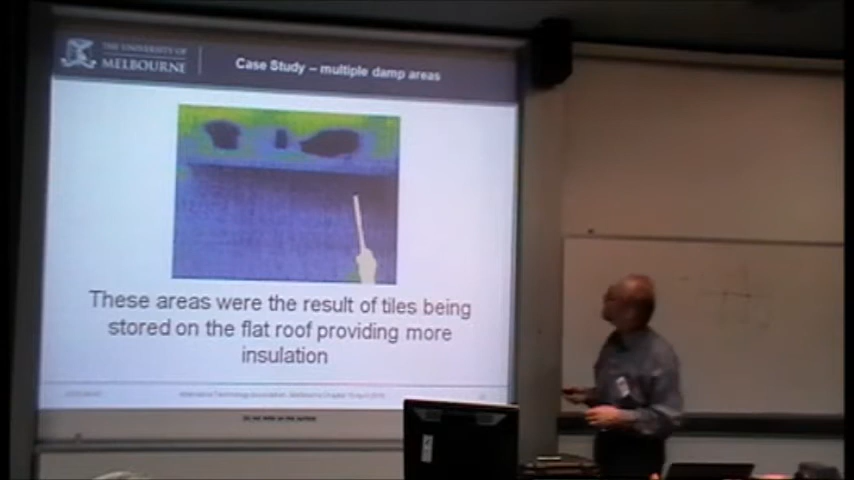 THE UNIVERSITY OF
MELBOURNE
Case Study – multiple damp areas
These areas were the result of tiles being
stored on the flat roof providing more
insulation